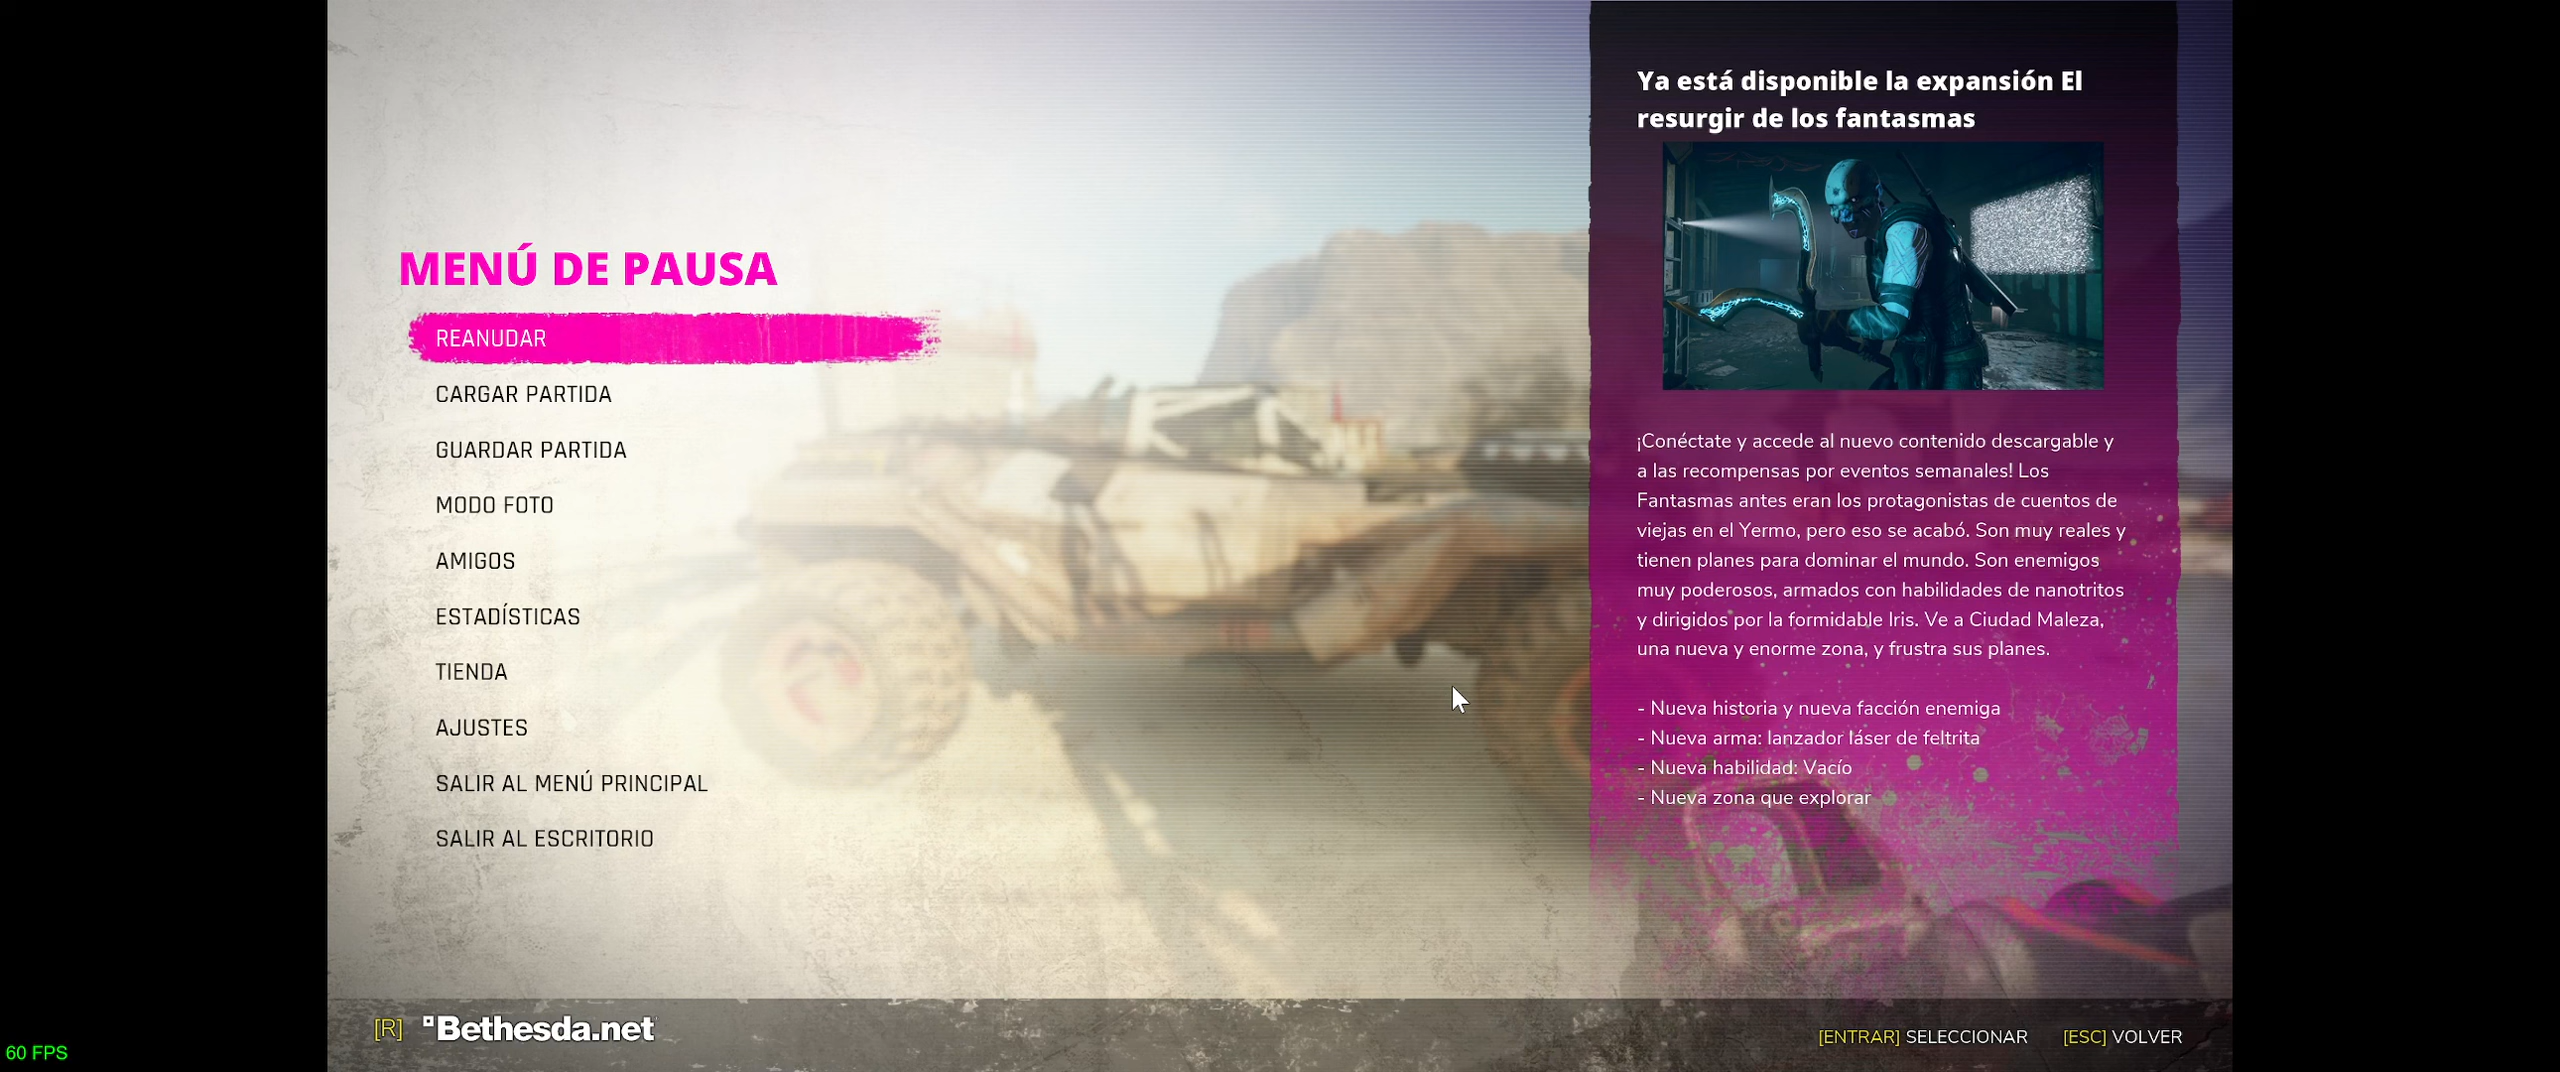 MENÚ DE PAUSA
REANUDAR
CARGAR PARTIDA
GUARDAR PARTIDA
MODO FOTO
AMIGOS
ESTADÍSTICAS
TIENDA
AJUSTES
SALIR AL MENÚ PRINCIPAL
SALIR AL ESCRITORIO
Ya está disponible la expansión El
resurgir de los fantasmas
¡Conéctate y accede al nuevo contenido descargable y
a las recompensas por eventos semanales! Los
Fantasmas antes eran los protagonistas de cuentos de
viejas en el Yermo, pero eso se acabó. Son muy reales y
tienen planes para dominar el mundo. Son enemigos
muy poderosos, armados con habilidades de nanotritos
y dirigidos por la formidable Iris. Ve a Ciudad Maleza,
una nueva y enorme zona, y frustra sus planes.
- Nueva historia y nueva facción enemiga
- Nueva arma: lanzador láser de feltrita
- Nueva habilidad: Vacío
- Nueva zona que explorar
[R] Bethesda.net
[ENTRAR] SELECCIONAR [ESC] VOLVER
60 FPS